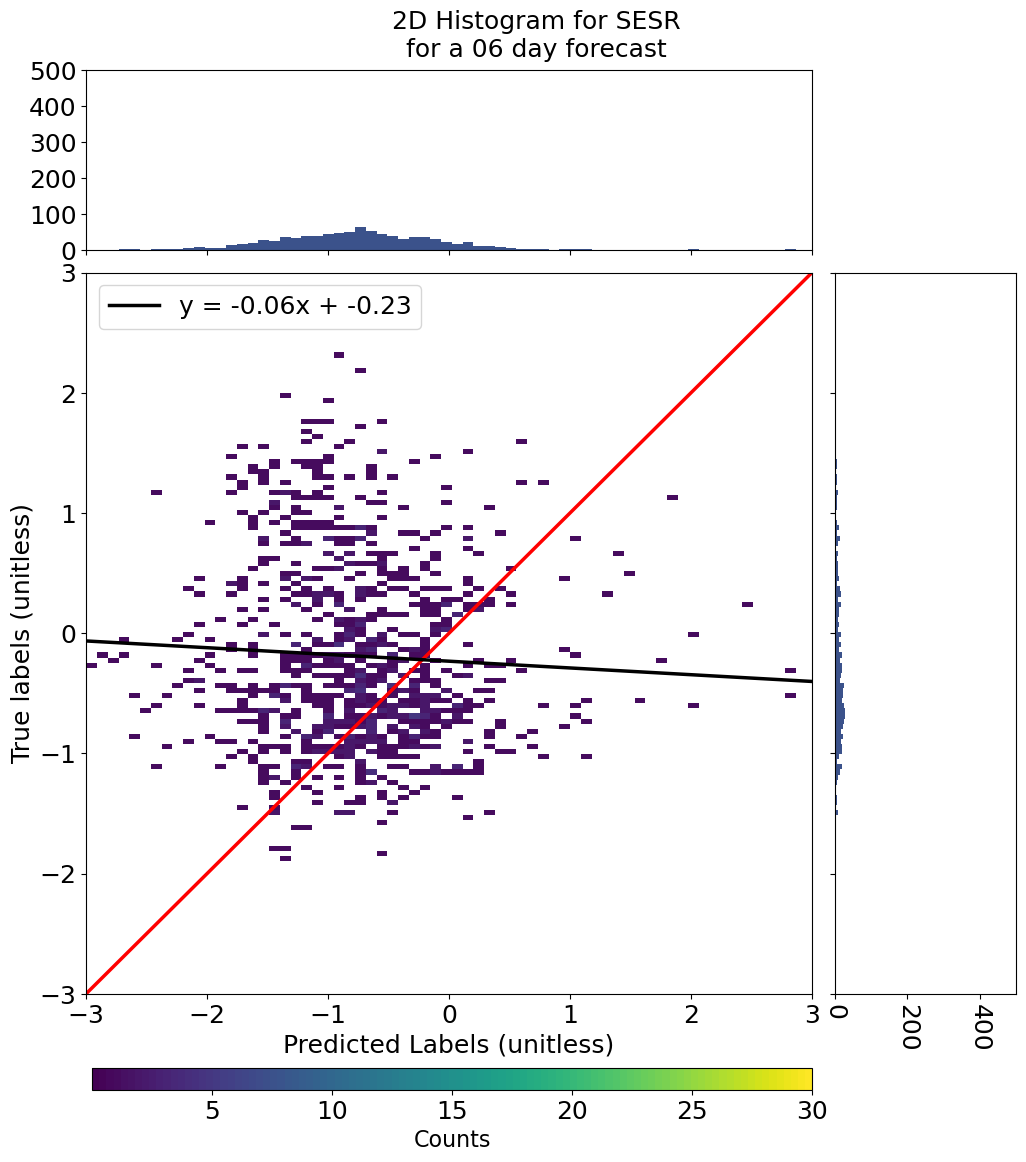 2D Histogram for SESR
for a 06 day forecast
500
400
300
200
100
0
3
2
1
0
−1
−2
−3
True labels (unitless)
y = -0.06x + -0.23
−3 −2 −1 0 1 2 3
Predicted Labels (unitless)
0 200 400
5 10 15 20 25 30
Counts